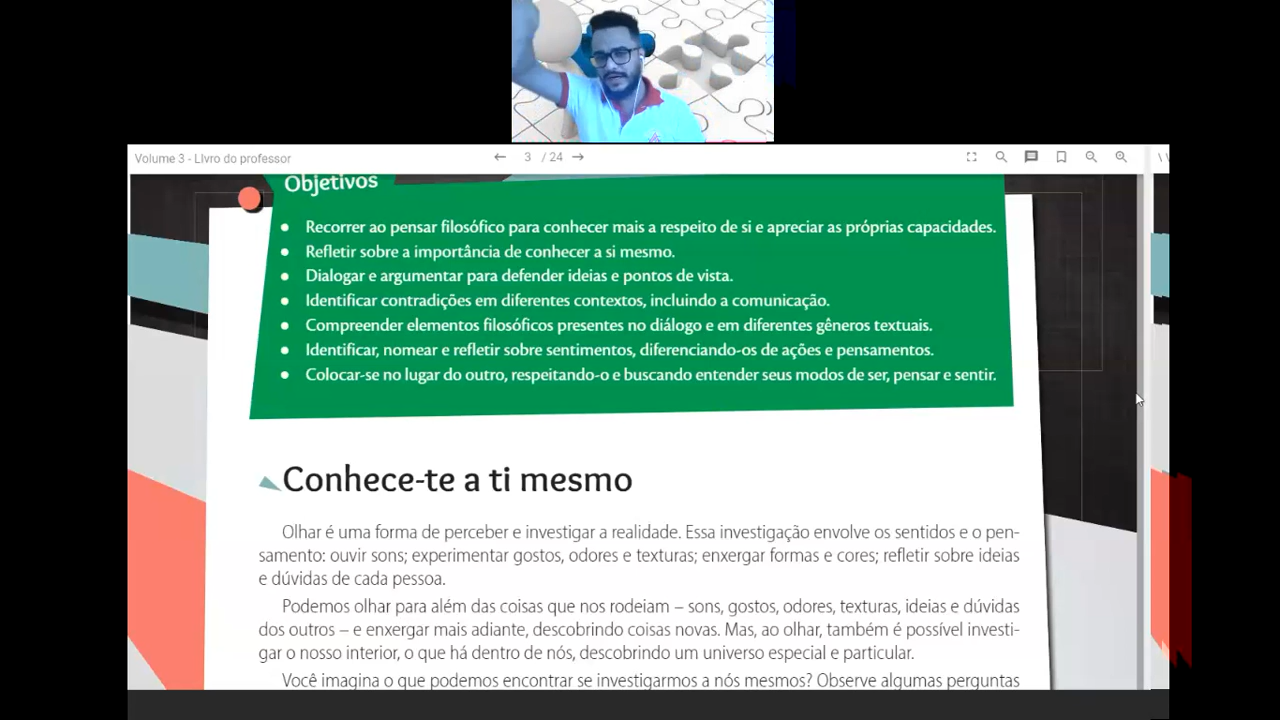 Volume 3 - LIvro do professor
3 / 24
Objetivos
• Recorrer ao pensar filosófico para conhecer mais a respeito de si e apreciar as próprias capacidades.
• Refletir sobre a importância de conhecer a si mesmo.
• Dialogar e argumentar para defender ideias e pontos de vista.
• Identificar contradições em diferentes contextos, incluindo a comunicação.
• Compreender elementos filosóficos presentes no diálogo e em diferentes gêneros textuais.
• Identificar, nomear e refletir sobre sentimentos, diferenciando-os de ações e pensamentos.
• Colocar-se no lugar do outro, respeitando-o e buscando entender seus modos de ser, pensar e sentir.
Conhece-te a ti mesmo
Olhar é uma forma de perceber e investigar a realidade. Essa investigação envolve os sentidos e o pen-
samento: ouvir sons; experimentar gostos, odores e texturas; enxergar formas e cores; refletir sobre ideias
e dúvidas de cada pessoa.
Podemos olhar para além das coisas que nos rodeiam – sons, gostos, odores, texturas, ideias e dúvidas
dos outros – e enxergar mais adiante, descobrindo coisas novas. Mas, ao olhar, também é possível investi-
gar o nosso interior, o que há dentro de nós, descobrindo um universo especial e particular.
Você imagina o que podemos encontrar se investigarmos a nós mesmos? Observe algumas perguntas